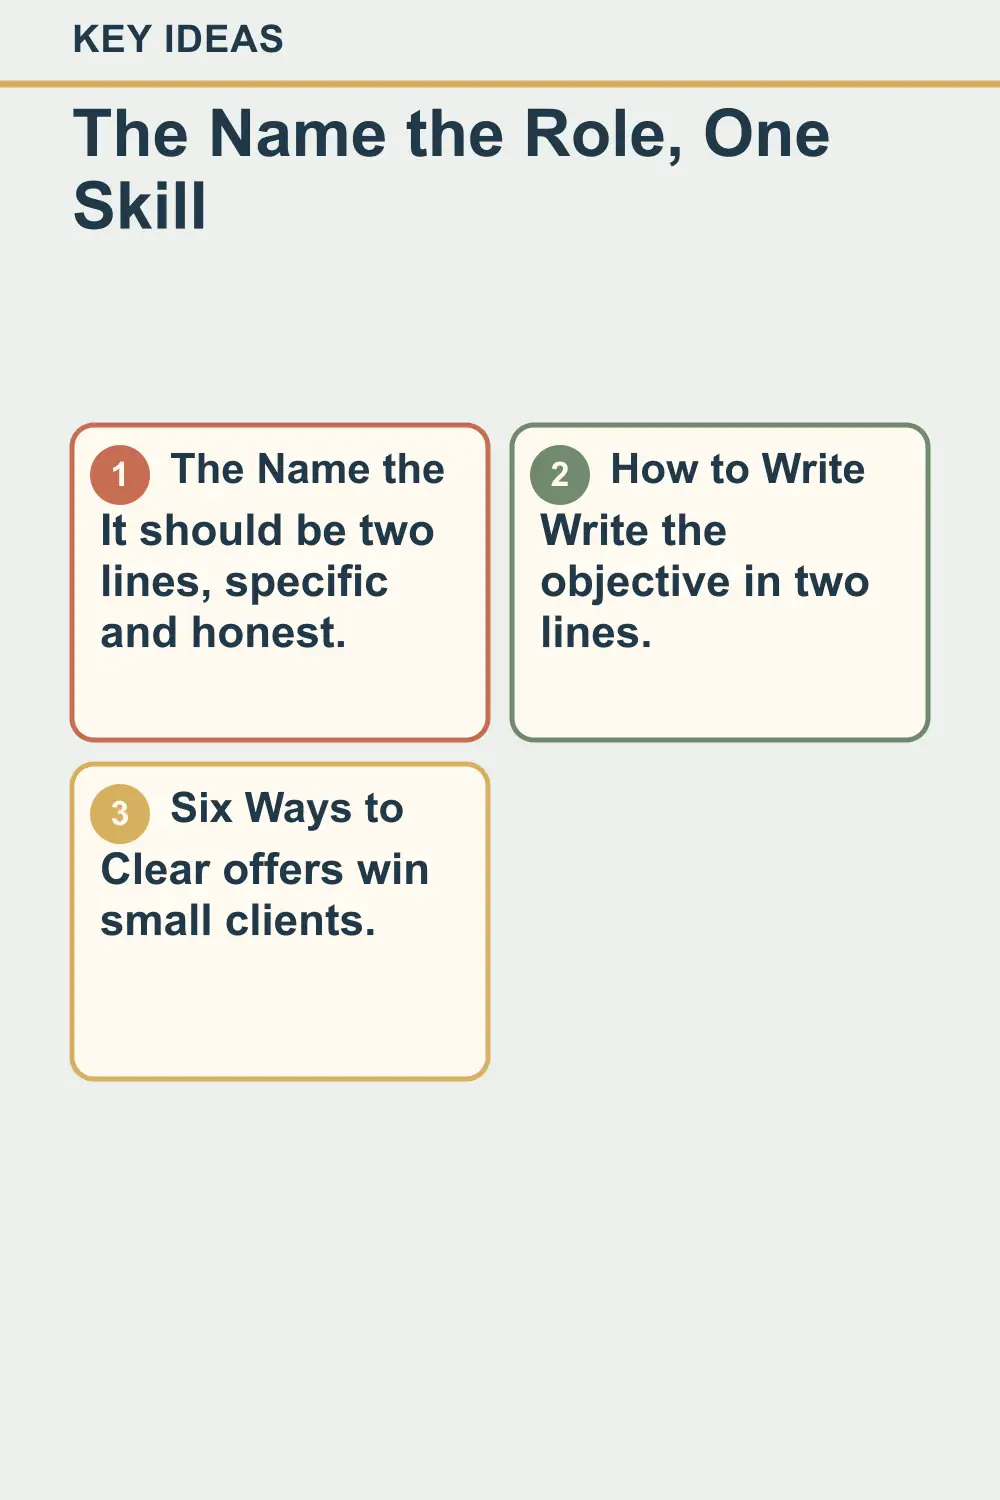 KEY IDEAS
The Name the Role, One
Skill
1 The Name the
It should be two
lines, specific
and honest.
2 How to Write
Write the
objective in two
lines.
3 Six Ways to
Clear offers win
small clients.